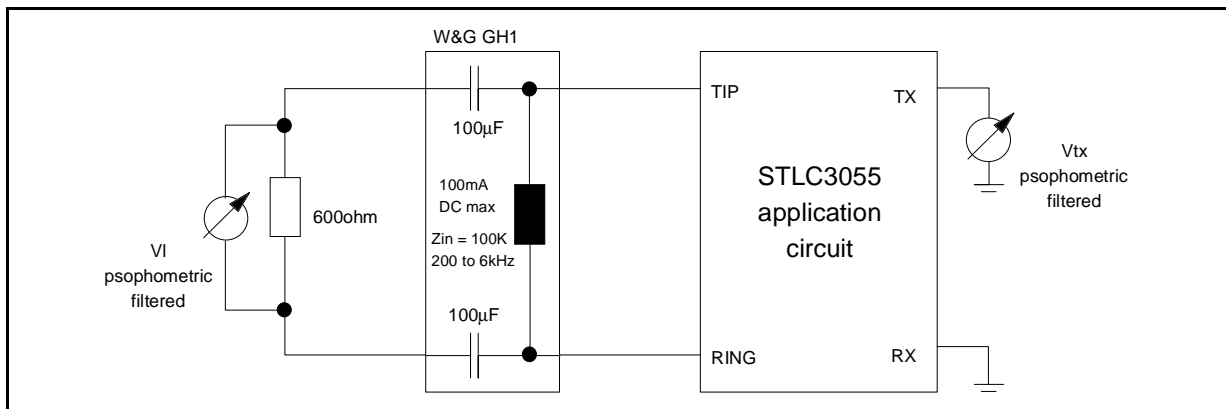 W&G GH1
TIP
TX
100μF
Vtx
psophometric
filtered
STLC3055
application
circuit
100mA
DC max
Zin = 100K
200 to 6kHz
600ohm
Vl
psophometric
filtered
100μF
RING
RX